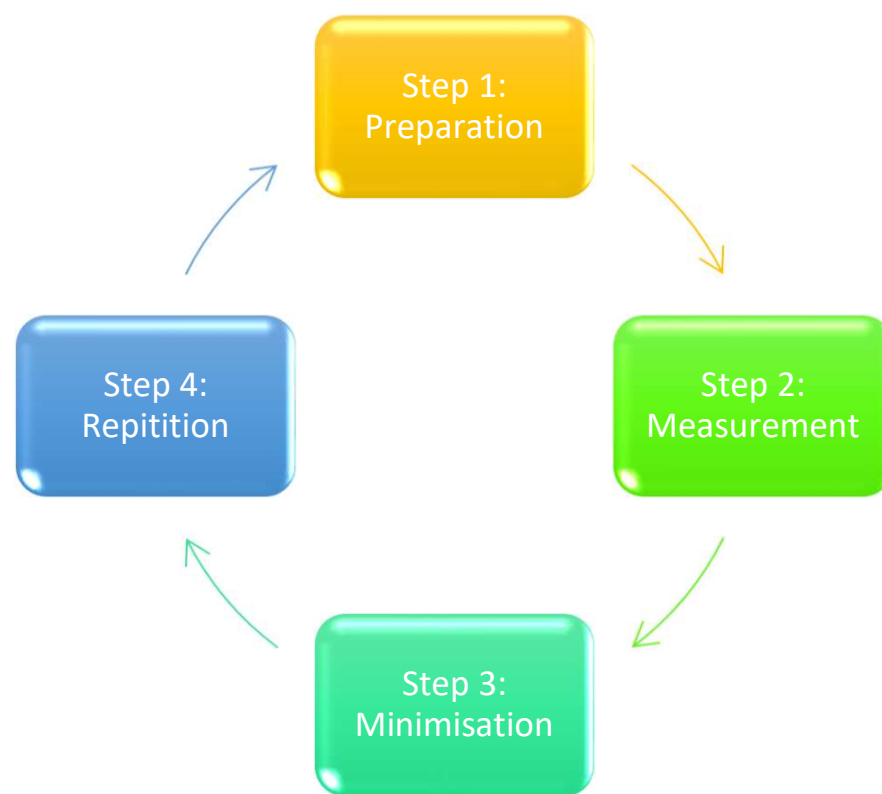 Step 1:
Preparation
Step 2:
Measurement
Step 3:
Minimisation
Step 4:
Repitition